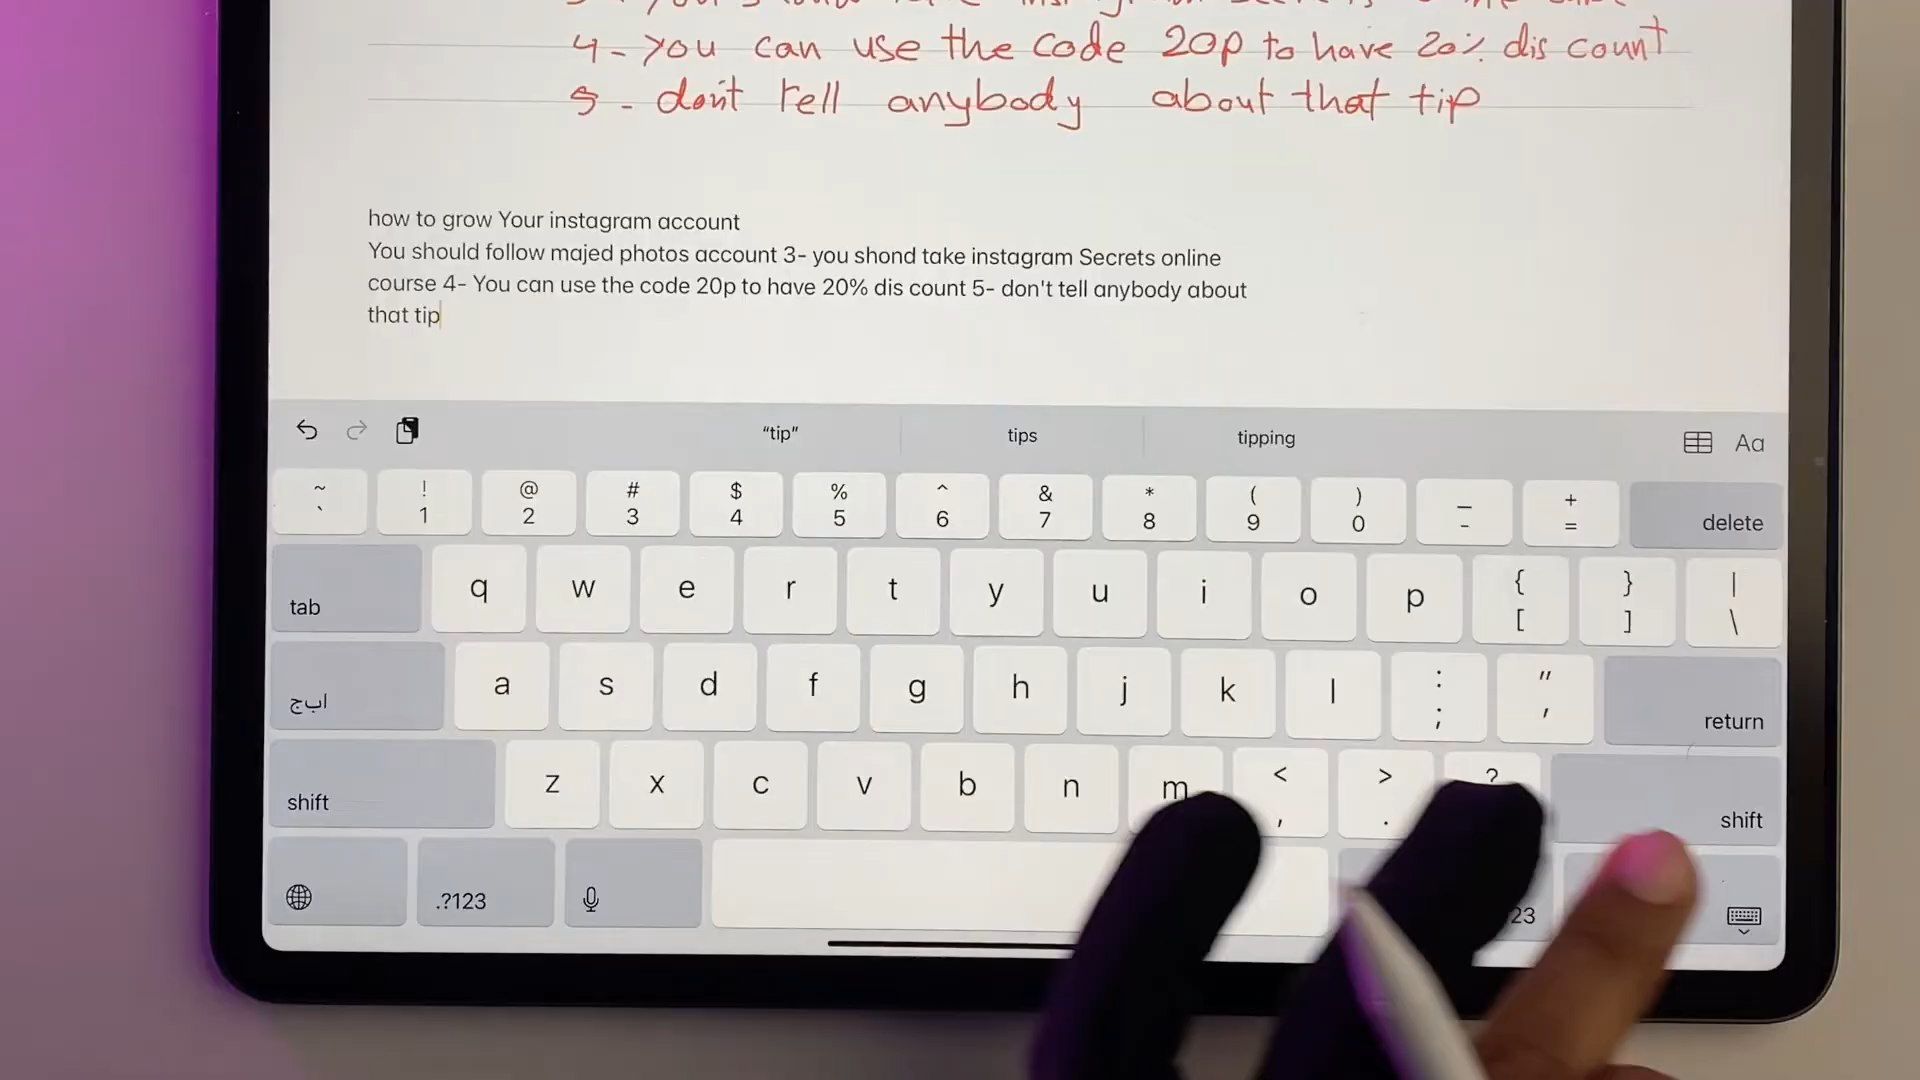 4 - you can use the code 20p to have 20% dis count
5 - don't tell anybody about that tip
how to grow Your instagram account
You should follow majed photos account 3- you shond take instagram Secrets online
course 4- You can use the code 20p to have 20% dis count 5- don't tell anybody about
that tip
“tip” tips tipping Aa
~ ` ! 1 @ 2 # 3 $ 4 % 5 ^ 6 & 7 * 8 ( 9 ) 0 _ - + = delete
tab q w e r t y u i o p { [ } ] | \
ابج a s d f g h j k l : ; " ' return
shift z x c v b n m < , > . ? shift
.?123 23